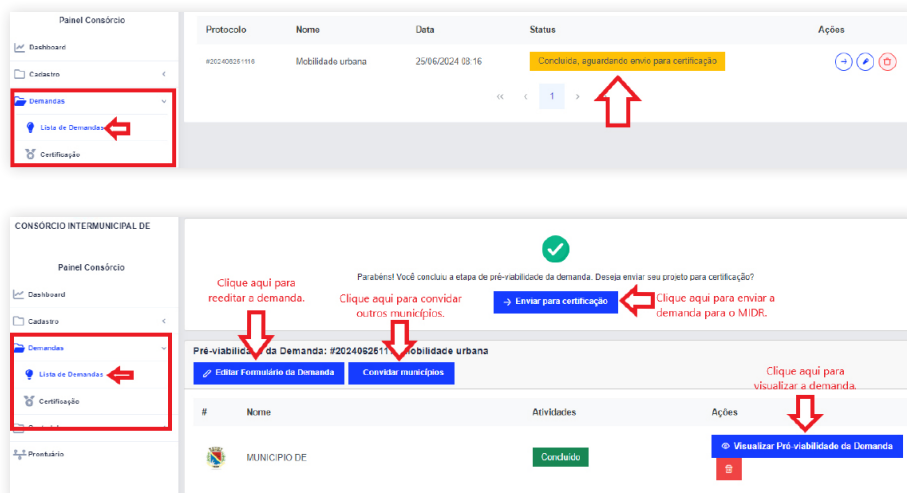 Painel Consórcio
Dashboard
Cadastro
Demandas
Lista de Demandas
Certificação
Protocolo Nome Data Status Ações
#202406251110 Mobilidade urbana 25/06/2024 08:16 Concluída, aguardando envio para certificação
« ‹ 1 ›
CONSÓRCIO INTERMUNICIPAL DE
Painel Consórcio
Dashboard
Cadastro
Demandas
Lista de Demandas
Certificação
Prontuário
Parabéns! Você concluiu a etapa de pré-viabilidade da demanda. Deseja enviar seu projeto para certificação?
→ Enviar para certificação
Clique aqui para enviar a
demanda para o MIDR.
Clique aqui para
reeditar a demanda.
Clique aqui para convidar
outros municípios.
Pré-viabilidade da Demanda: #20240625111 Mobilidade urbana
Editar Formulário da Demanda Convidar municípios
Clique aqui para
visualizar a demanda.
# Nome Atividades Ações
MUNICIPIO DE Concluído Visualizar Pré-viabilidade da Demanda